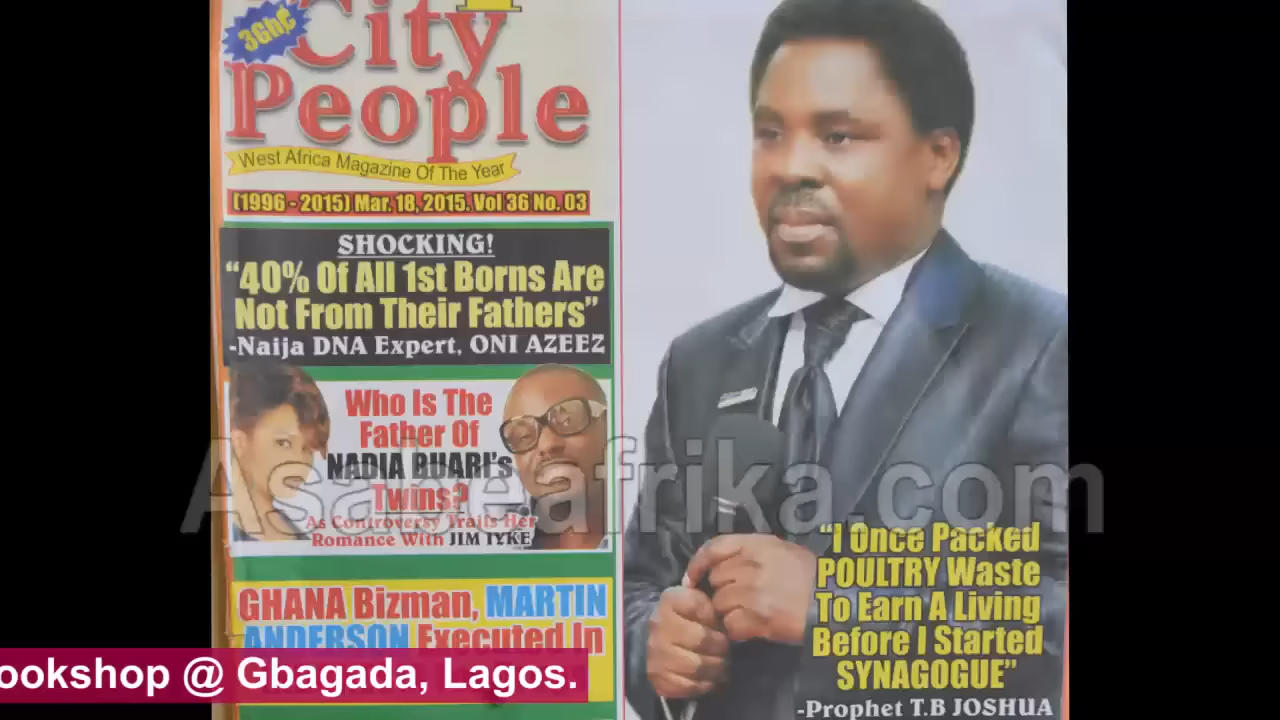 3Gh₵
City
People
West Africa Magazine Of The Year
(1996 - 2015) Mar. 18, 2015. Vol 36 No. 03
SHOCKING!
“40% Of All 1st Borns Are
Not From Their Fathers”
-Naija DNA Expert, ONI AZEEZ
Who Is The
Father Of
NADIA BUARI's
Twins?
As Controversy Trails Her
Romance With JIM IYKE
GHANA Bizman, MARTIN
ANDERSON Executed In
ookshop @ Gbagada, Lagos.
Asabeafrika.com
“I Once Packed
POULTRY Waste
To Earn A Living
Before I Started
SYNAGOGUE”
-Prophet T.B JOSHUA